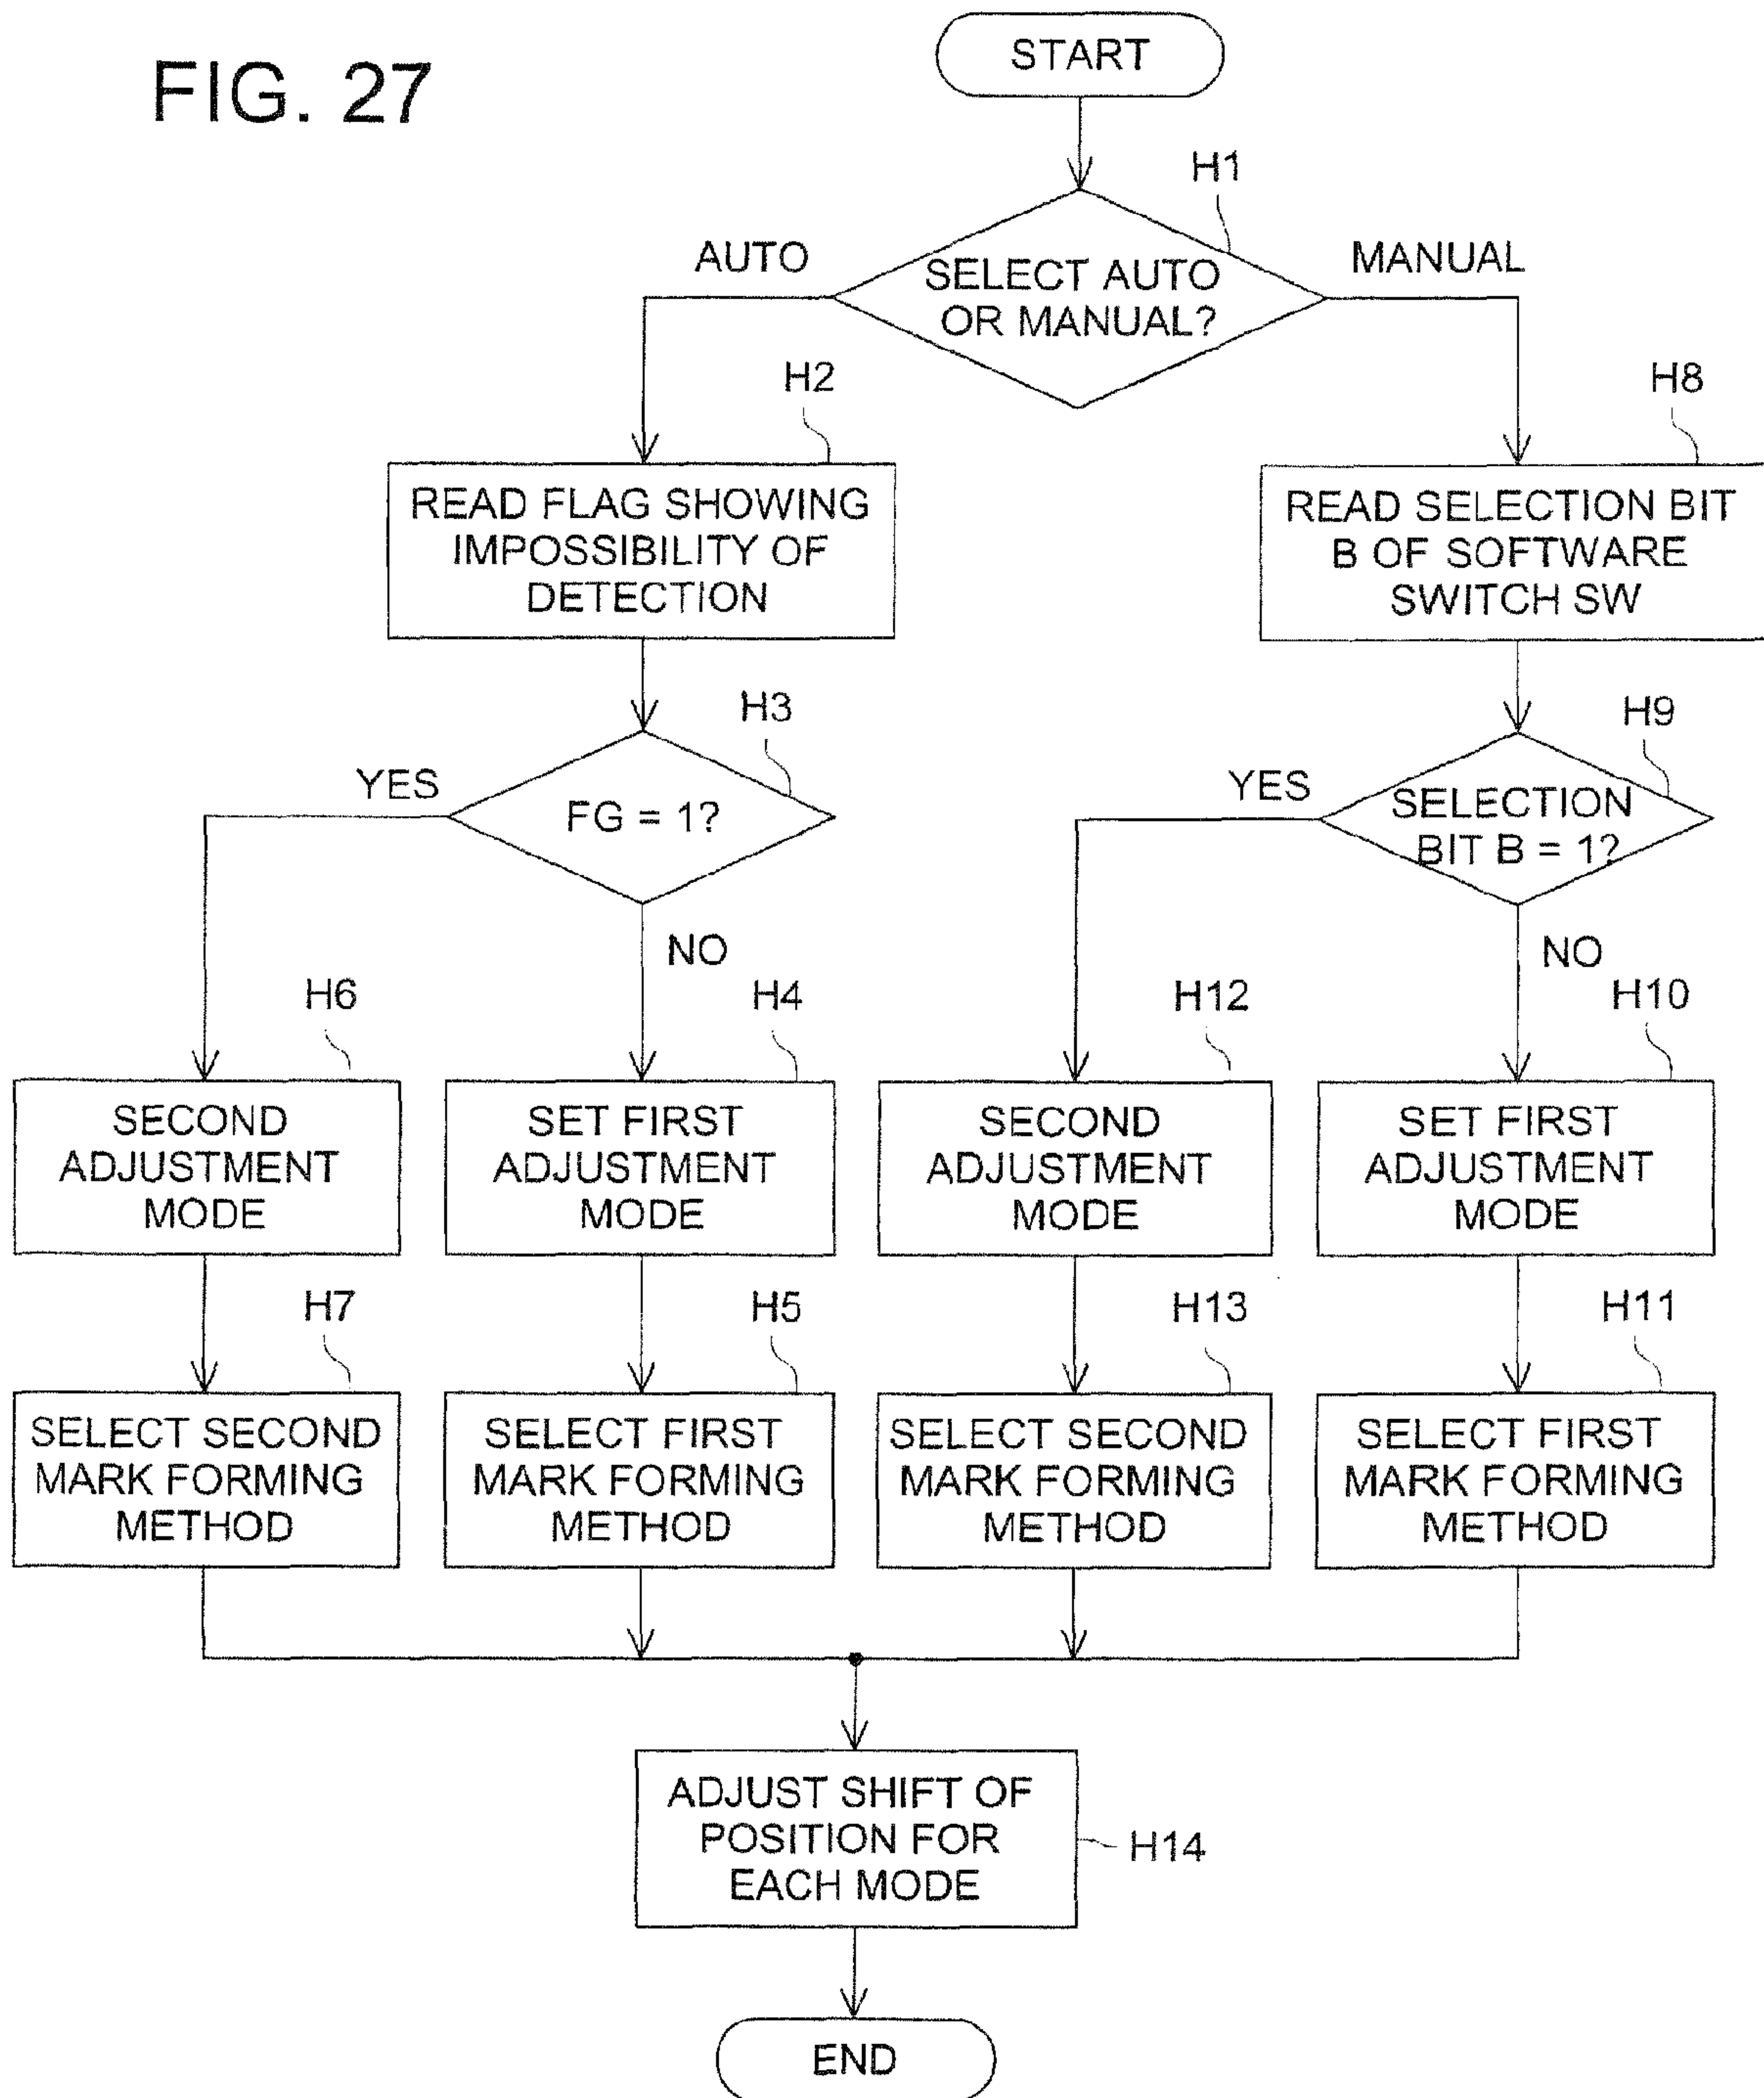 FIG. 27
START
H1
AUTO
MANUAL
SELECT AUTO
OR MANUAL?
H2
H8
READ FLAG SHOWING
IMPOSSIBILITY OF
DETECTION
READ SELECTION BIT
B OF SOFTWARE
SWITCH SW
H3
H9
YES
FG = 1?
YES
SELECTION
BIT B = 1?
NO
NO
H6
H4
H12
H10
SECOND
ADJUSTMENT
MODE
SET FIRST
ADJUSTMENT
MODE
SECOND
ADJUSTMENT
MODE
SET FIRST
ADJUSTMENT
MODE
H7
H5
H13
H11
SELECT SECOND
MARK FORMING
METHOD
SELECT FIRST
MARK FORMING
METHOD
SELECT SECOND
MARK FORMING
METHOD
SELECT FIRST
MARK FORMING
METHOD
ADJUST SHIFT OF
POSITION FOR
EACH MODE
H14
END